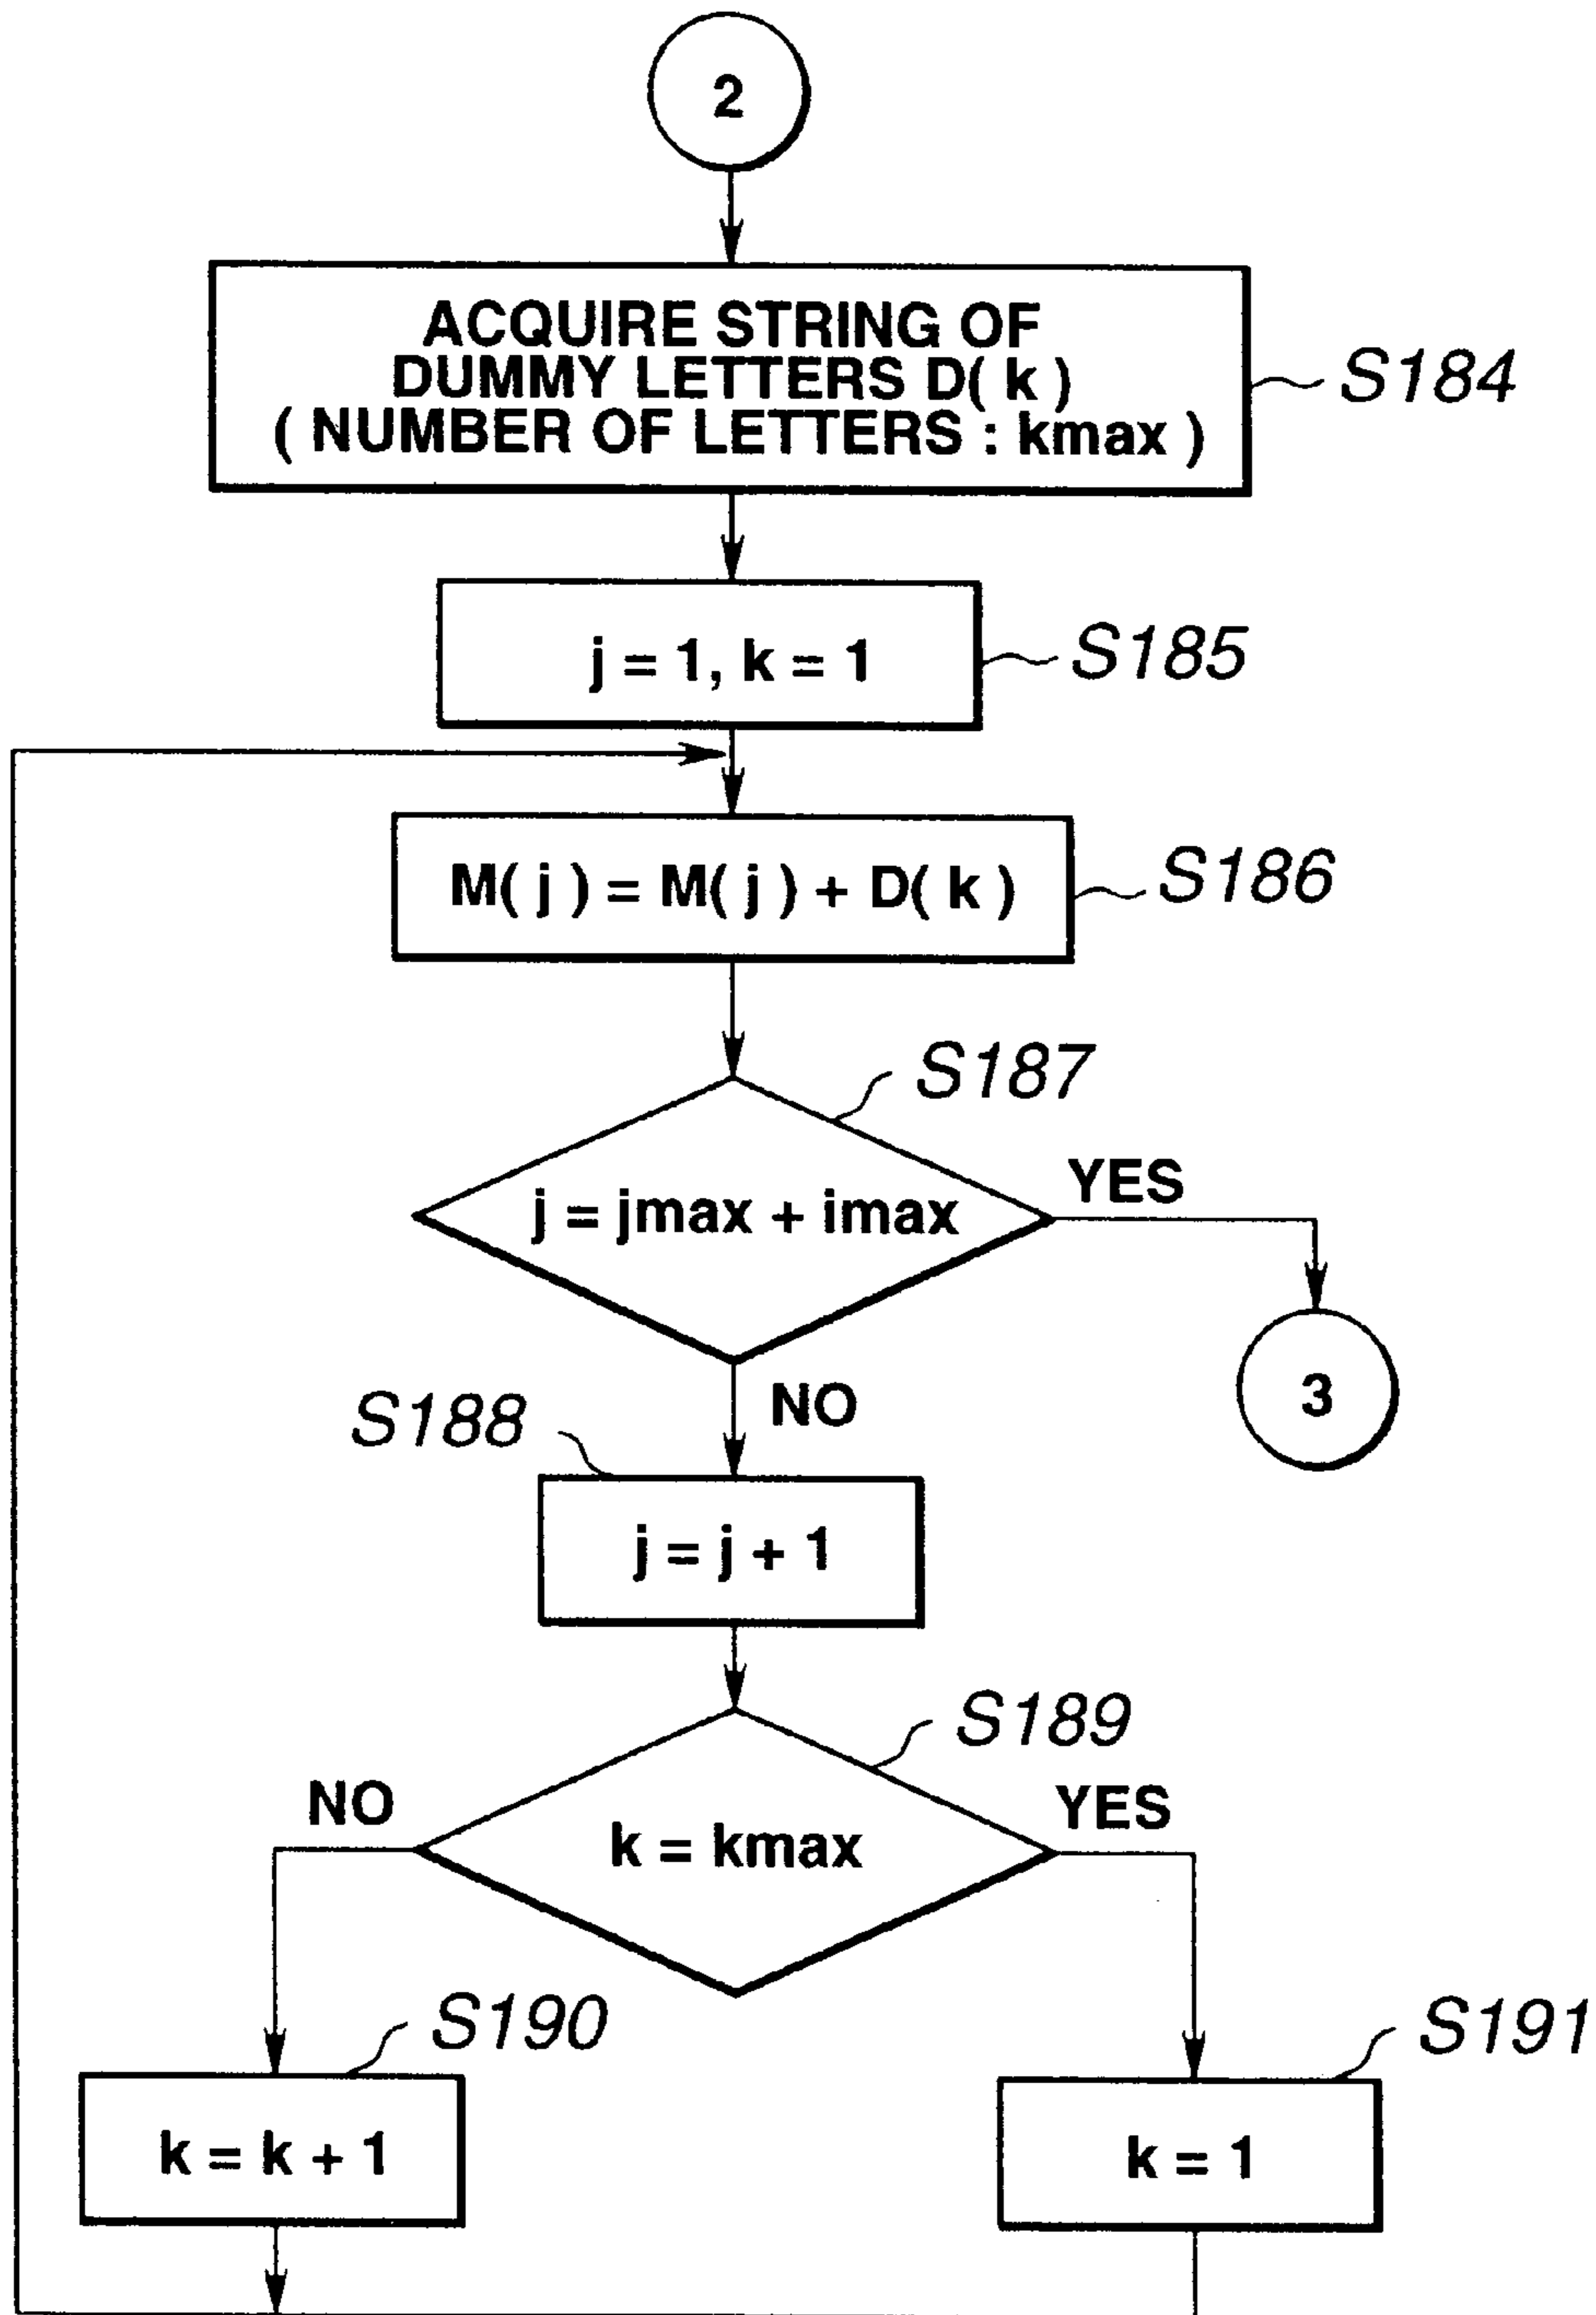 2
ACQUIRE STRING OF
DUMMY LETTERS D( k )
( NUMBER OF LETTERS : kmax )
S184
j = 1, k = 1
S185
M( j ) = M( j ) + D( k )
S186
S187
j = jmax + imax
YES
3
NO
S188
j = j + 1
S189
NO
k = kmax
YES
S190
S191
k = k + 1
k = 1